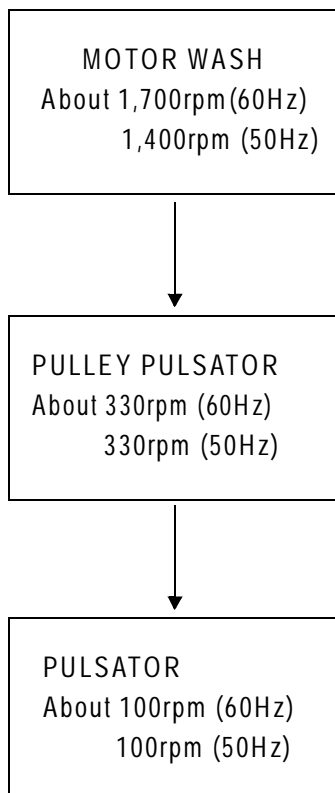 MOTOR WASH
About 1,700rpm(60Hz)
1,400rpm (50Hz)
PULLEY PULSATOR
About 330rpm (60Hz)
330rpm (50Hz)
PULSATOR
About 100rpm (60Hz)
100rpm (50Hz)